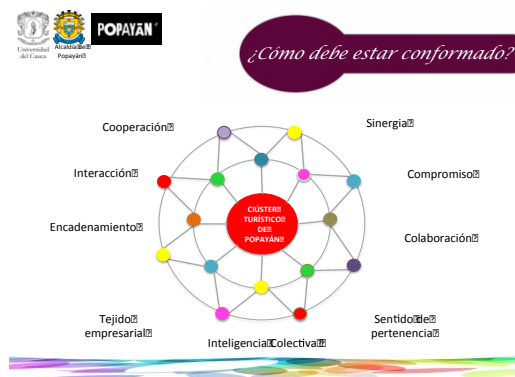 Universidad
del Cauca
Alcaldía de
Popayán
POPAYÁN
¿Cómo debe estar conformado?
Cooperación
Sinergia
Interacción
Compromiso
Encadenamiento
Colaboración
ClÚSTER
TURÍSTICO
DE
POPAYÁN
Tejido
empresarial
Inteligencia Colectiva
Sentido de
pertenencia